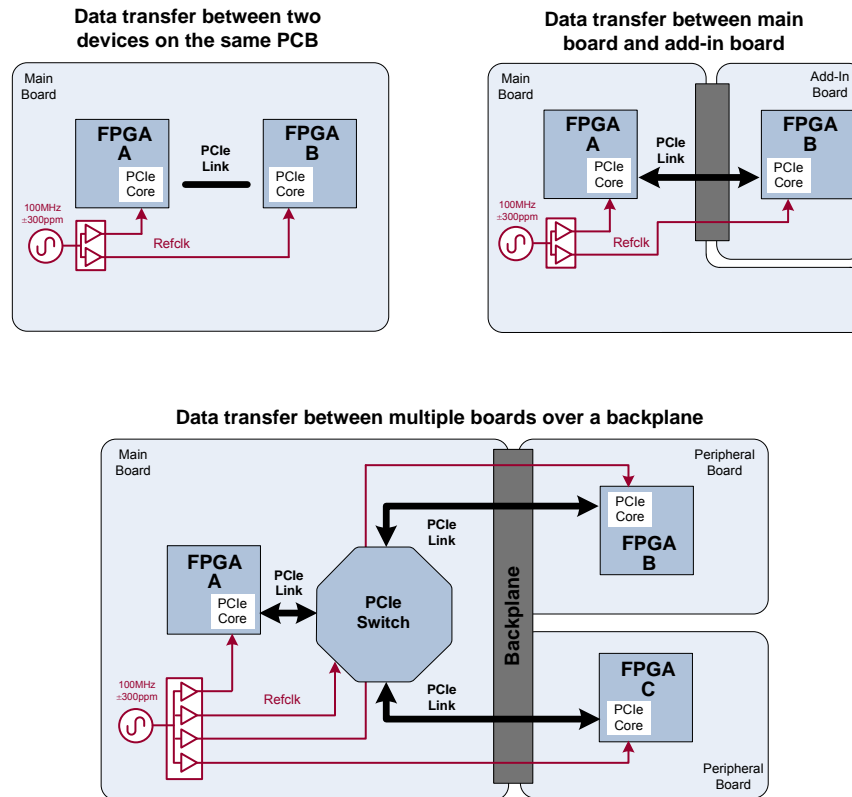 Data transfer between two
devices on the same PCB
Main
Board
FPGA
A
PCIe
Core
PCIe
Link
FPGA
B
PCIe
Core
100MHz
±300ppm
Refclk
Data transfer between main
board and add-in board
Main
Board
Add-In
Board
FPGA
A
PCIe
Core
PCIe
Link
FPGA
B
PCIe
Core
100MHz
±300ppm
Refclk
Data transfer between multiple boards over a backplane
Main
Board
Peripheral
Board
PCIe
Core
FPGA
B
PCIe
Link
FPGA
A
PCIe
Core
PCIe
Link
PCIe
Switch
Backplane
100MHz
±300ppm
Refclk
PCIe
Link
FPGA
C
PCIe
Core
Peripheral
Board